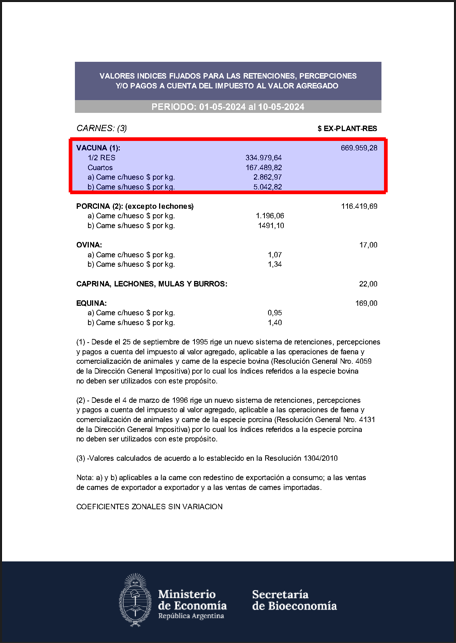 VALORES INDICES FIJADOS PARA LAS RETENCIONES, PERCEPCIONES
Y/O PAGOS A CUENTA DEL IMPUESTO AL VALOR AGREGADO
PERIODO: 01-05-2024 al 10-05-2024
CARNES: (3) $ EX-PLANT-RES
VACUNA (1): 669.959,28
1/2 RES 334.979,64
Cuartos 167.489,82
a) Carne c/hueso $ por kg. 2.862,97
b) Carne s/hueso $ por kg. 5.042,82
PORCINA (2): (excepto lechones) 116.419,69
a) Carne c/hueso $ por kg. 1.196,06
b) Carne s/hueso $ por kg. 1491,10
OVINA: 17,00
a) Carne c/hueso $ por kg. 1,07
b) Carne s/hueso $ por kg. 1,34
CAPRINA, LECHONES, MULAS Y BURROS: 22,00
EQUINA: 169,00
a) Carne c/hueso $ por kg. 0,95
b) Carne s/hueso $ por kg. 1,40
(1) - Desde el 25 de septiembre de 1995 rige un nuevo sistema de retenciones, percepciones
y pagos a cuenta del impuesto al valor agregado, aplicable a las operaciones de faena y
comercialización de animales y carne de la especie bovina (Resolución General Nro. 4059
de la Dirección General Impositiva) por lo cual los índices referidos a la especie bovina
no deben ser utilizados con este propósito.
(2) - Desde el 4 de marzo de 1996 rige un nuevo sistema de retenciones, percepciones
y pagos a cuenta del impuesto al valor agregado, aplicable a las operaciones de faena y
comercialización de animales y carne de la especie porcina (Resolución General Nro. 4131
de la Dirección General Impositiva) por lo cual los índices referidos a la especie porcina
no deben ser utilizados con este propósito.
(3) -Valores calculados de acuerdo a lo establecido en la Resolución 1304/2010
Nota: a) y b) aplicables a la carne con redestino de exportación a consumo; a las ventas
de carnes de exportador a exportador y a las ventas de carnes importadas.
COEFICIENTES ZONALES SIN VARIACION
Ministerio
de Economía
República Argentina
Secretaría
de Bioeconomía